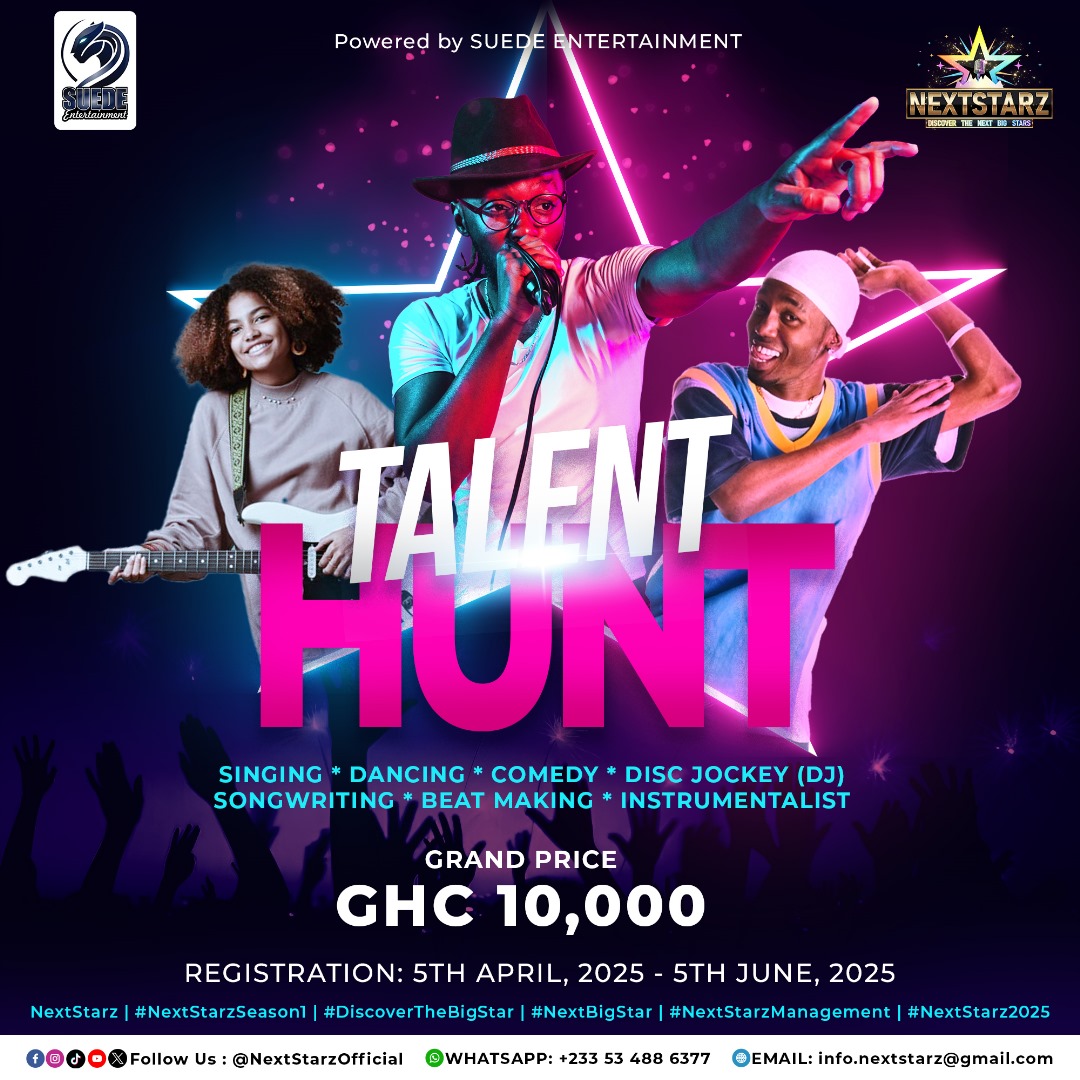 Powered by SUEDE ENTERTAINMENT
SUEDE
Entertainment
NEXTSTARZ
DISCOVER THE NEXT BIG STARS
TALENT
HUNT
SINGING * DANCING * COMEDY * DISC JOCKEY (DJ)
SONGWRITING * BEAT MAKING * INSTRUMENTALIST
GRAND PRICE
GHC 10,000
REGISTRATION: 5TH APRIL, 2025 - 5TH JUNE, 2025
NextStarz | #NextStarzSeason1 | #DiscoverTheBigStar | #NextBigStar | #NextStarzManagement | #NextStarz2025
Follow Us : @NextStarzOfficial WHATSAPP: +233 53 488 6377 EMAIL: info.nextstarz@gmail.com